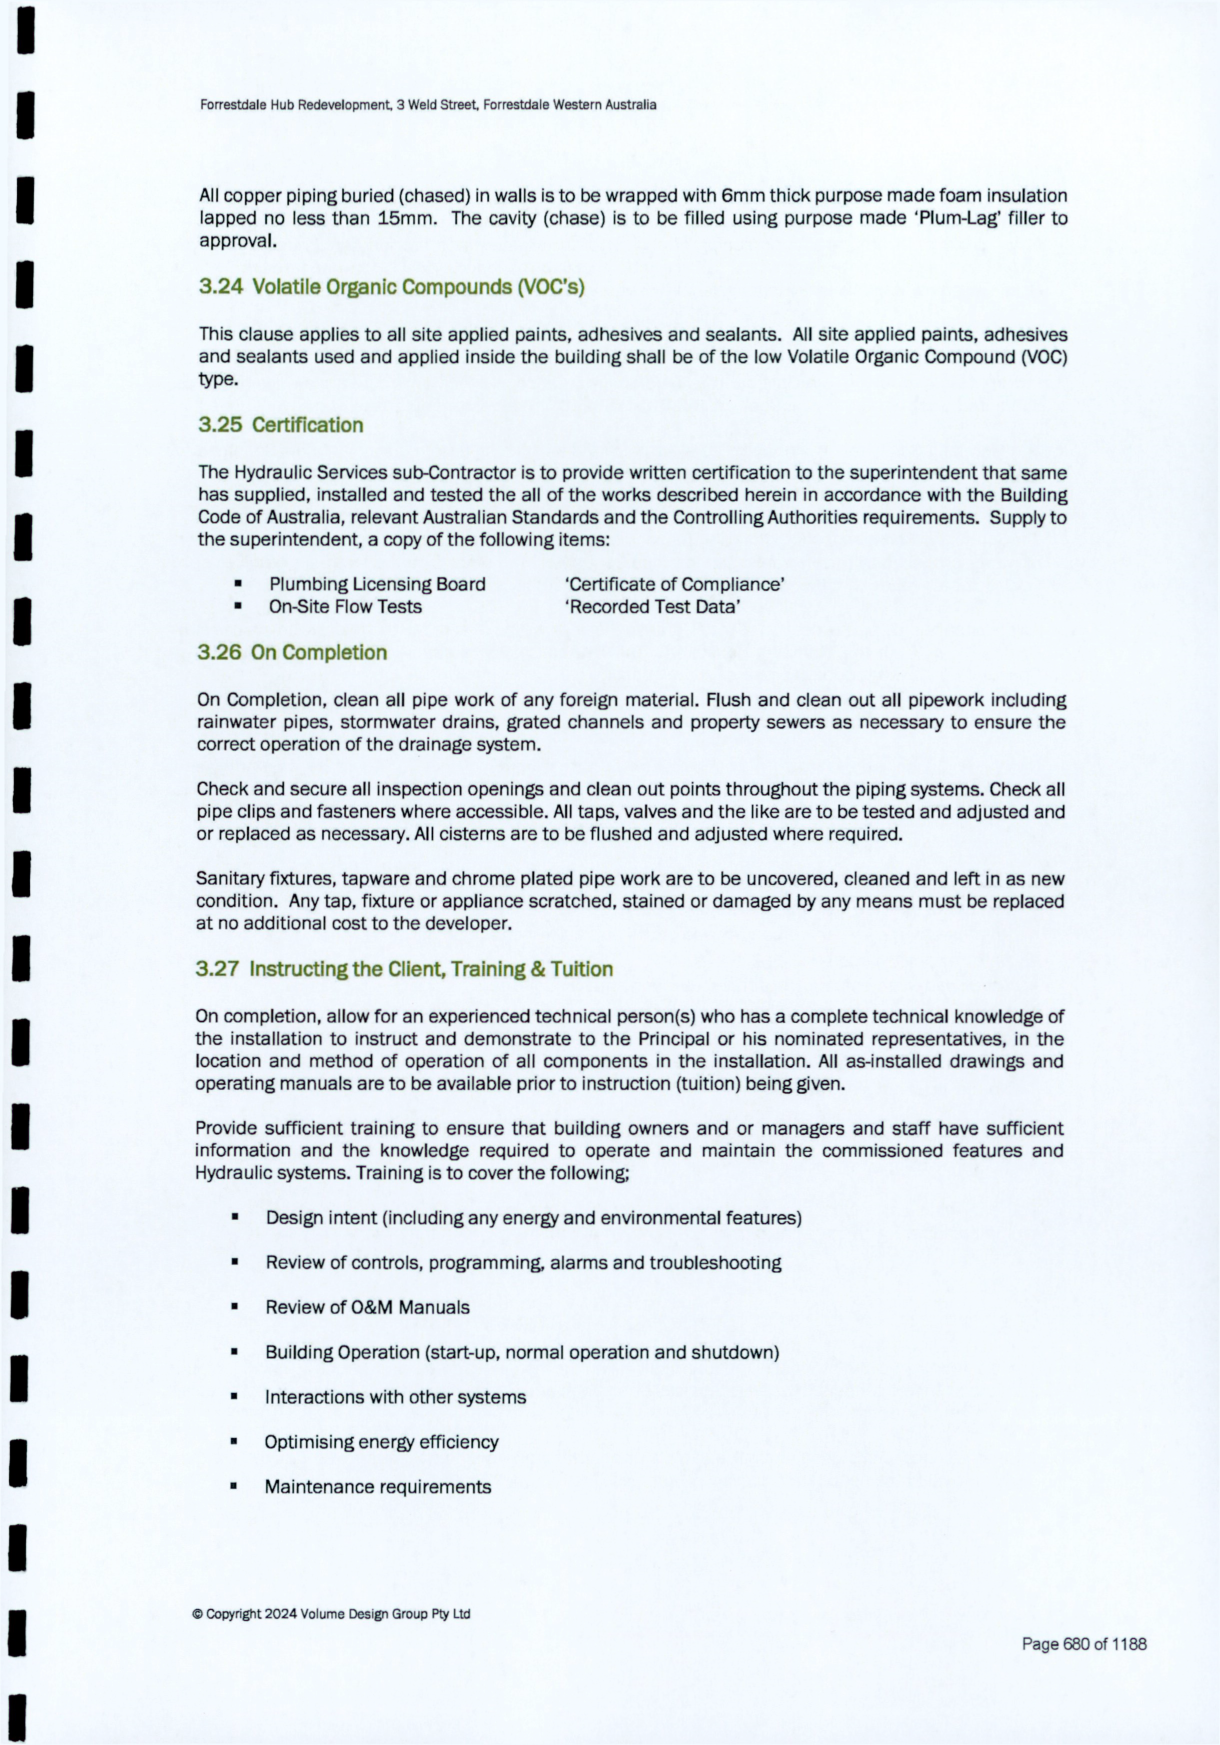 Forrestdale Hub Redevelopment, 3 Weld Street, Forrestdale Western Australia
All copper piping buried (chased) in walls is to be wrapped with 6mm thick purpose made foam insulation
lapped no less than 15mm. The cavity (chase) is to be filled using purpose made ‘Plum-Lag’ filler to
approval.
3.24 Volatile Organic Compounds (VOC's)
This clause applies to all site applied paints, adhesives and sealants. All site applied paints, adhesives
and sealants used and applied inside the building shall be of the low Volatile Organic Compound (VOC)
type.
3.25 Certification
The Hydraulic Services sub-Contractor is to provide written certification to the superintendent that same
has supplied, installed and tested the all of the works described herein in accordance with the Building
Code of Australia, relevant Australian Standards and the Controlling Authorities requirements. Supply to
the superintendent, a copy of the following items:
▪ Plumbing Licensing Board ‘Certificate of Compliance’
▪ On-Site Flow Tests ‘Recorded Test Data’
3.26 On Completion
On Completion, clean all pipe work of any foreign material. Flush and clean out all pipework including
rainwater pipes, stormwater drains, grated channels and property sewers as necessary to ensure the
correct operation of the drainage system.
Check and secure all inspection openings and clean out points throughout the piping systems. Check all
pipe clips and fasteners where accessible. All taps, valves and the like are to be tested and adjusted and
or replaced as necessary. All cisterns are to be flushed and adjusted where required.
Sanitary fixtures, tapware and chrome plated pipe work are to be uncovered, cleaned and left in as new
condition. Any tap, fixture or appliance scratched, stained or damaged by any means must be replaced
at no additional cost to the developer.
3.27 Instructing the Client, Training & Tuition
On completion, allow for an experienced technical person(s) who has a complete technical knowledge of
the installation to instruct and demonstrate to the Principal or his nominated representatives, in the
location and method of operation of all components in the installation. All as-installed drawings and
operating manuals are to be available prior to instruction (tuition) being given.
Provide sufficient training to ensure that building owners and or managers and staff have sufficient
information and the knowledge required to operate and maintain the commissioned features and
Hydraulic systems. Training is to cover the following;
▪ Design intent (including any energy and environmental features)
▪ Review of controls, programming, alarms and troubleshooting
▪ Review of O&M Manuals
▪ Building Operation (start-up, normal operation and shutdown)
▪ Interactions with other systems
▪ Optimising energy efficiency
▪ Maintenance requirements
© Copyright 2024 Volume Design Group Pty Ltd
Page 680 of 1188